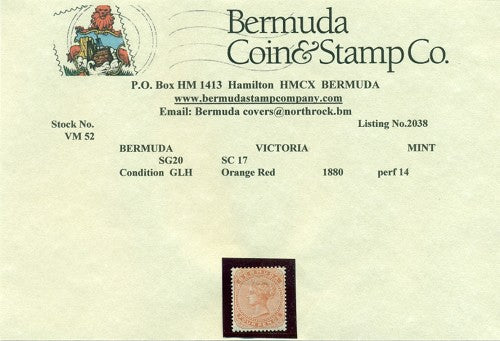 Bermuda
Coin&Stamp Co.
P.O. Box HM 1413 Hamilton HMCX BERMUDA
www.bermudastampcompany.com
Email: Bermuda covers@northrock.bm
Stock No. Listing No.2038
VM 52
BERMUDA VICTORIA MINT
SG20 SC 17
Condition GLH Orange Red 1880 perf 14
BERMUDA